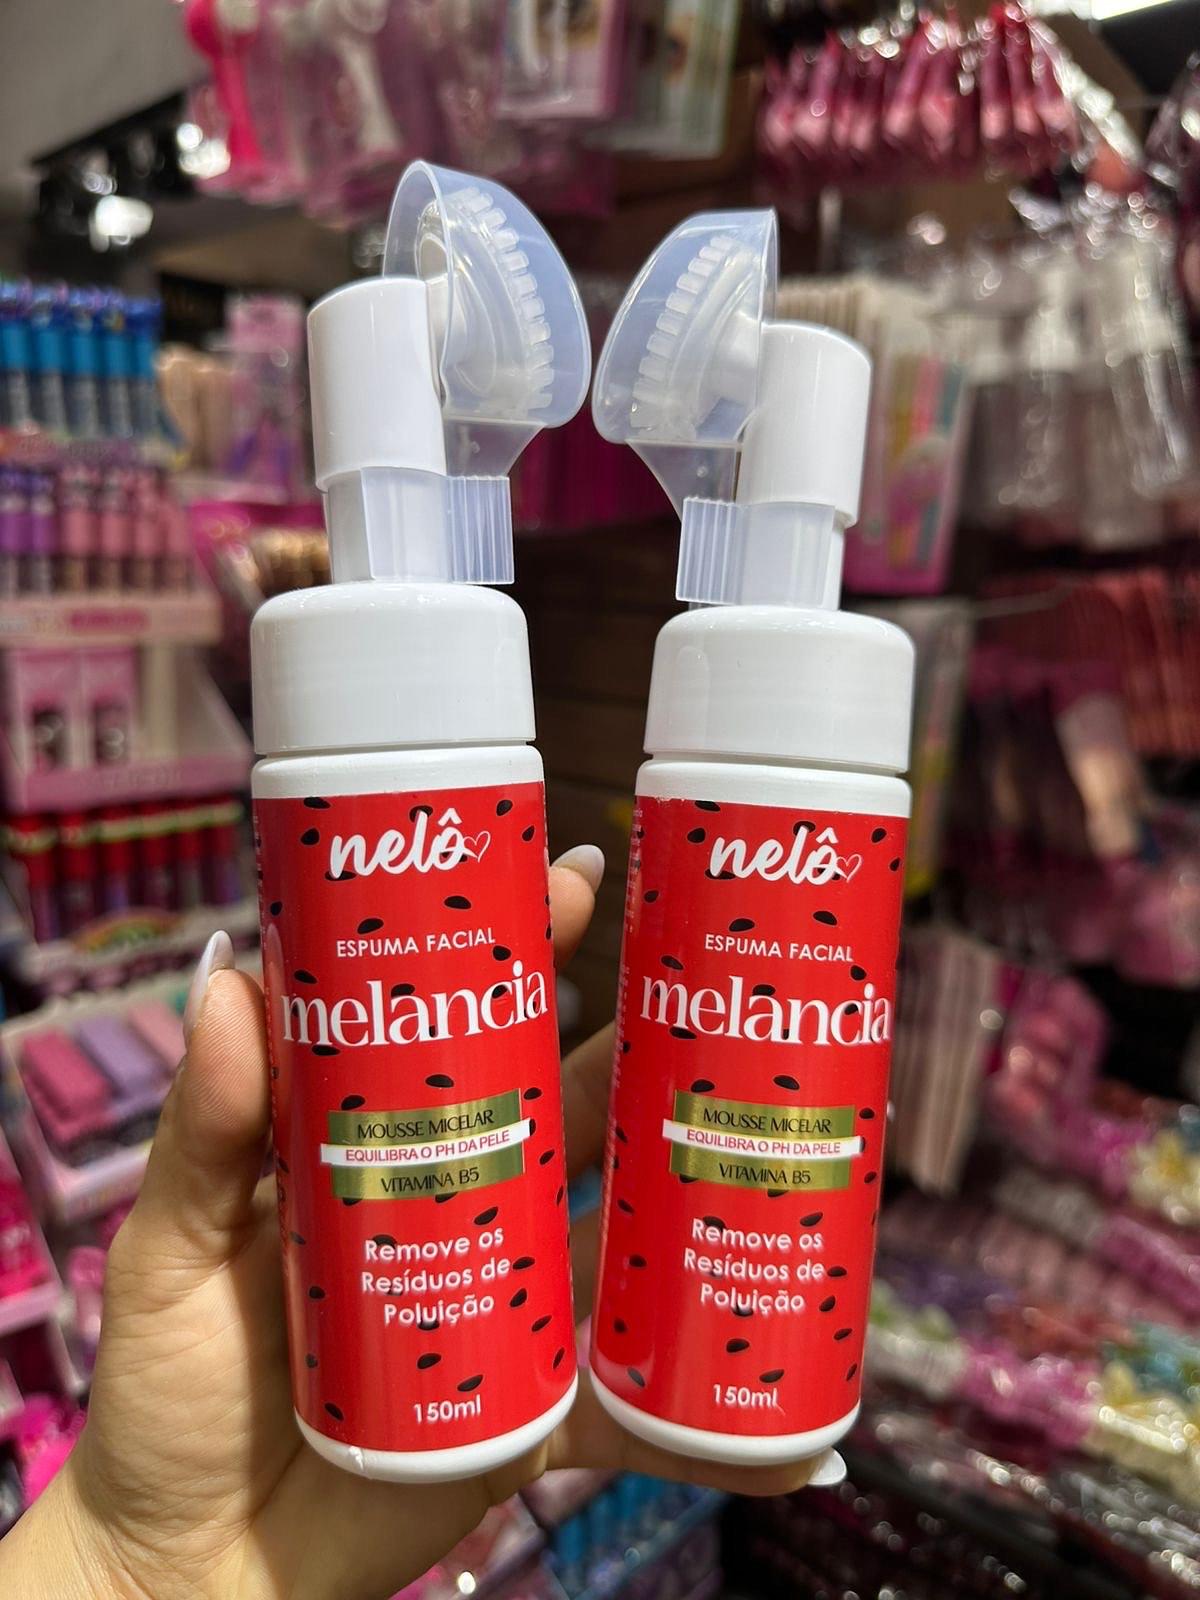 nelô
ESPUMA FACIAL
melancia
MOUSSE MICELAR
EQUILIBRA O PH DA PELE
VITAMINA B5
Remove os
Resíduos de
Poluição
150ml
nelô
ESPUMA FACIAL
melancia
MOUSSE MICELAR
EQUILIBRA O PH DA PELE
VITAMINA B5
Remove os
Resíduos de
Poluição
150ml